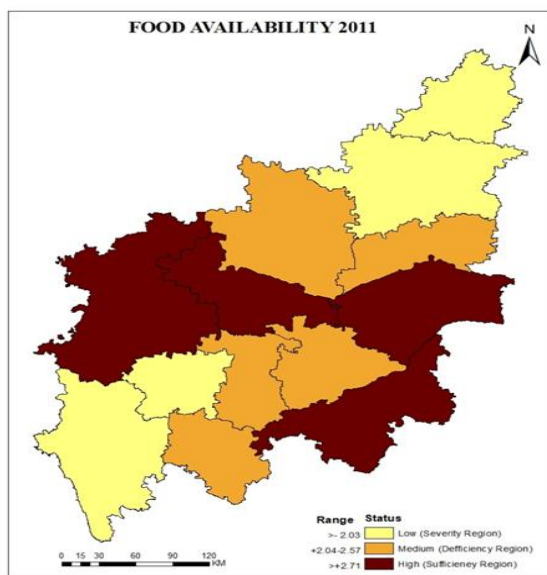 FOOD AVAILABILITY 2011
N
Range Status
>- 2.03 Low (Severity Region)
+2.04-2.57 Medium (Defficiency Region)
>+2.71 High (Sufficiency Region)
0 15 30 60 90 120
KM